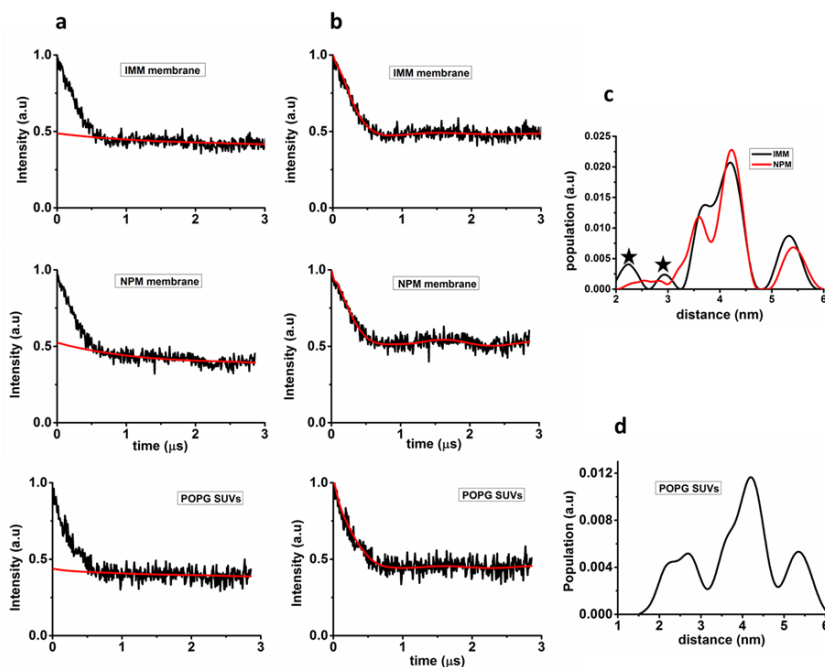 a
b
1.0
0.5
0.0
Intensity (a.u)
IMM membrane
0
1
2
3
1.0
0.5
0.0
intensity (a.u)
IMM membrane
0
1
2
3
c
0.025
0.020
0.015
0.010
0.005
0.000
population (a.u)
IMM
NPM
2
3
4
5
6
distance (nm)
1.0
0.5
0.0
Intensity (a.u)
NPM membrane
0
1
2
3
time (μs)
1.0
0.5
0.0
Intensity (a.u)
NPM membrane
0
1
2
3
time (μs)
d
0.012
0.008
0.004
0.000
Population (a.u)
POPG SUVs
1
2
3
4
5
6
distance (nm)
1.0
0.5
0.0
Intensity (a.u)
POPG SUVs
0
1
2
3
time (μs)
1.0
0.5
0.0
Intensity (a.u)
POPG SUVs
0
1
2
3
time (μs)